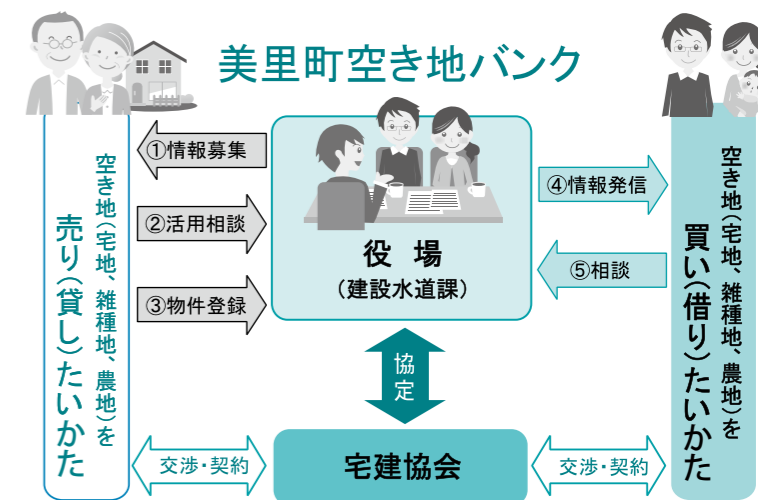 美里町空き地バンク
空き地（宅地、雑種地、農地）を
売り（貸し）たいかた
①情報募集
②活用相談
③物件登録
役 場
（建設水道課）
④情報発信
⑤相談
空き地（宅地、雑種地、農地）を
買い（借り）たいかた
協定
交渉・契約
宅建協会
交渉・契約